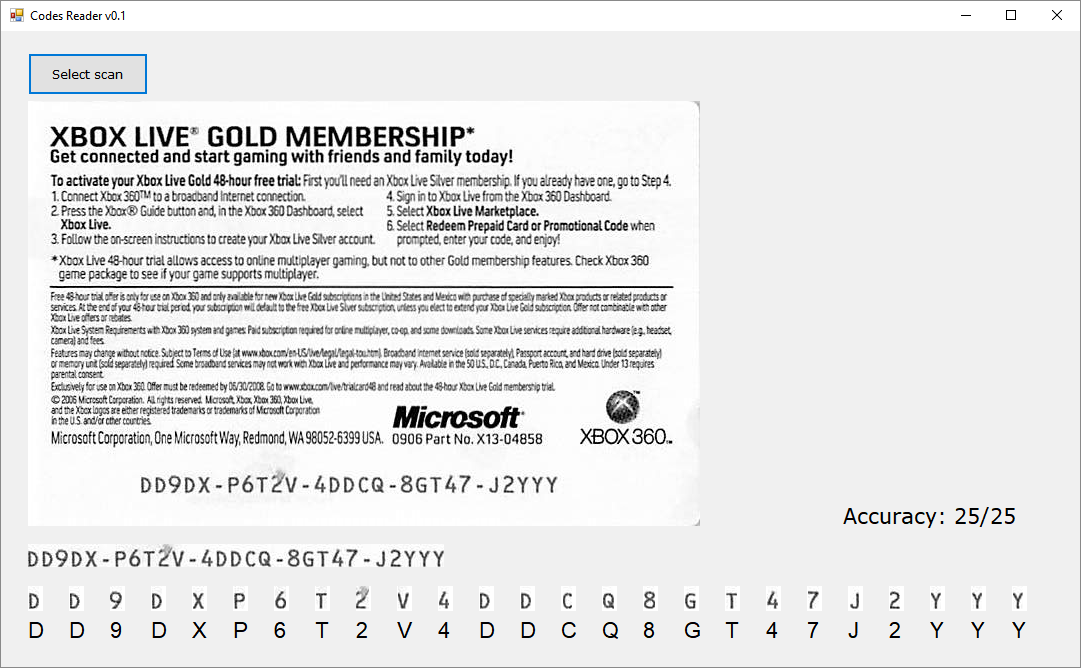 Codes Reader v0.1
Select scan
XBOX LIVE® GOLD MEMBERSHIP*
Get connected and start gaming with friends and family today!
To activate your Xbox Live Gold 48-hour free trial: First you'll need an Xbox Live Silver membership. If you already have one, go to Step 4.
1. Connect Xbox 360™ to a broadband Internet connection.
2. Press the Xbox® Guide button and, in the Xbox 360 Dashboard, select
Xbox Live.
3. Follow the on-screen instructions to create your Xbox Live Silver account.
4. Sign in to Xbox Live from the Xbox 360 Dashboard.
5. Select Xbox Live Marketplace.
6. Select Redeem Prepaid Card or Promotional Code when
prompted, enter your code, and enjoy!
*Xbox Live 48-hour trial allows access to online multiplayer gaming, but not to other Gold membership features. Check Xbox 360
game package to see if your game supports multiplayer.
Free 48-hour trial offer is only for use on Xbox 360 and only available for new Xbox Live Gold subscriptions in the United States and Mexico with purchase of specially marked Xbox products or related products or
services. At the end of your 48-hour trial period, your subscription will default to the free Xbox Live Silver subscription, unless you elect to extend your Xbox Live Gold subscription. Offer not combinable with other
Xbox Live offers or rebates.
Xbox Live System Requirements with Xbox 360 system and games: Paid subscription required for online multiplayer, co-op, and some downloads. Some Xbox Live services require additional hardware (e.g., headset,
camera) and fees.
Features may change without notice. Subject to Terms of Use (at www.xbox.com/en-US/live/legal/legal-tou.htm). Broadband Internet service (sold separately), Passport account, and hard drive (sold separately)
or memory unit (sold separately) required. Some broadband services may not work with Xbox Live and performance may vary. Available in the 50 U.S., D.C., Canada, Puerto Rico, and Mexico. Under 13 requires
parental consent.
Exclusively for use on Xbox 360. Offer must be redeemed by 06/30/2008. Go to www.xbox.com/live/trialcard48 and read about the 48-hour Xbox Live Gold membership trial.
© 2006 Microsoft Corporation. All rights reserved. Microsoft, Xbox, Xbox 360, Xbox Live,
and the Xbox logos are either registered trademarks or trademarks of Microsoft Corporation
in the U.S. and/or other countries.
Microsoft Corporation, One Microsoft Way, Redmond, WA 98052-6399 USA.
Microsoft®
0906 Part No. X13-04858
XBOX 360™
DD9DX-P6T2V-4DDCQ-8GT47-J2YYY
Accuracy: 25/25
DD9DX-P6T2V-4DDCQ-8GT47-J2YYY
D D 9 D X P 6 T 2 V 4 D D C Q 8 G T 4 7 J 2 Y Y Y
D D 9 D X P 6 T 2 V 4 D D C Q 8 G T 4 7 J 2 Y Y Y